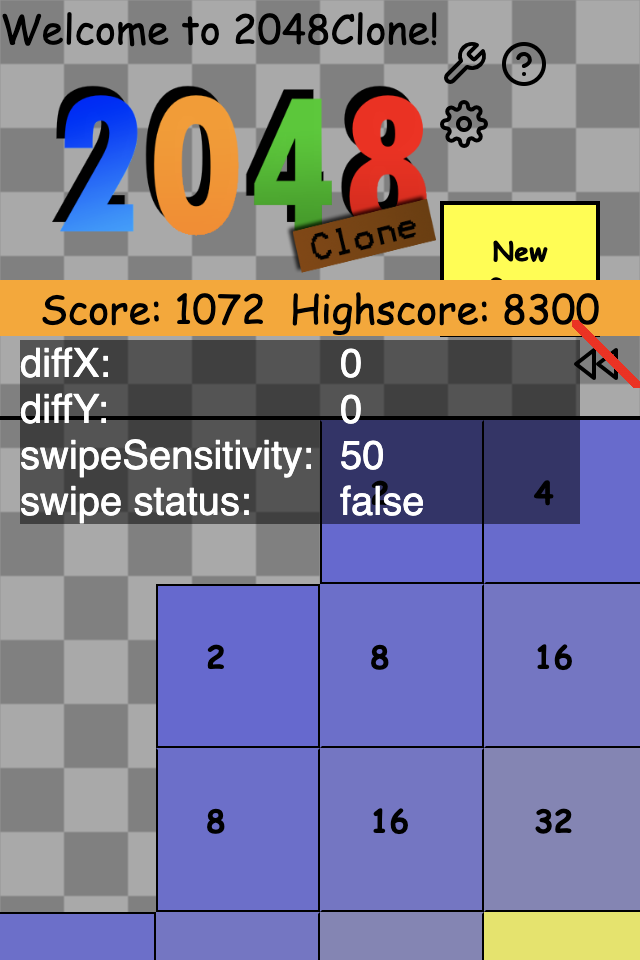 Welcome to 2048Clone!
2048
Clone
New
Score: 1072 Highscore: 8300
diffX: 0
diffY: 0
swipeSensitivity: 50
swipe status: false
4
2 8 16
8 16 32